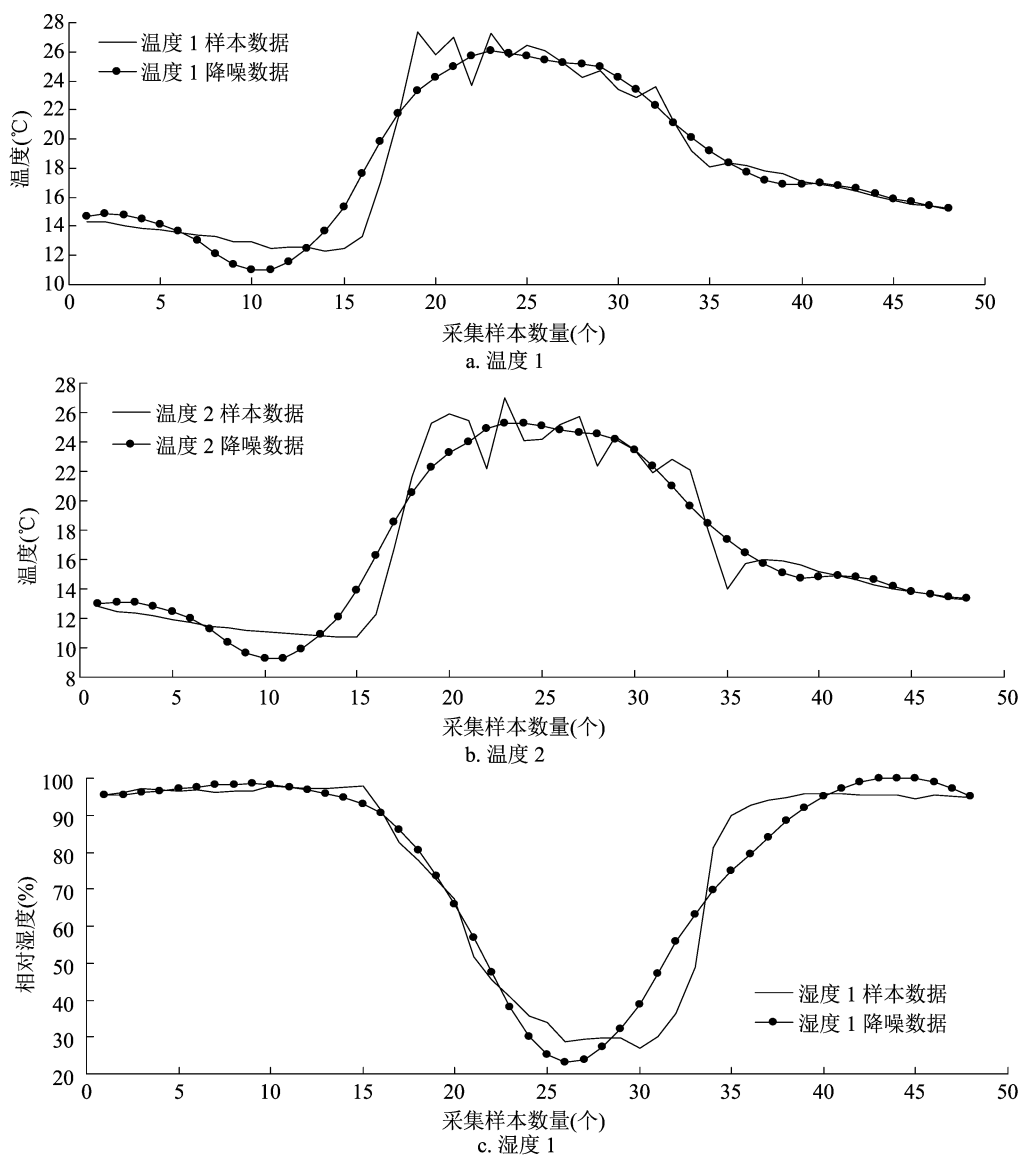 28
26
24
22
20
18
16
14
12
10
温度(℃)
温度 1 样本数据
温度 1 降噪数据
0 5 10 15 20 25 30 35 40 45 50
采集样本数量(个)
a. 温度 1
28
26
24
22
20
18
16
14
12
10
8
温度(℃)
温度 2 样本数据
温度 2 降噪数据
0 5 10 15 20 25 30 35 40 45 50
采集样本数量(个)
b. 温度 2
100
90
80
70
60
50
40
30
20
相对湿度(%)
湿度 1 样本数据
湿度 1 降噪数据
0 5 10 15 20 25 30 35 40 45 50
采集样本数量(个)
c. 湿度 1